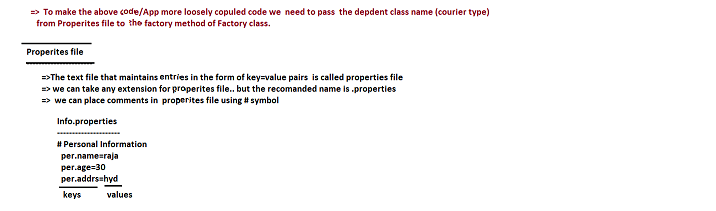 => To make the above code/App more loosely copuled code we need to pass the depdent class name (courier type)
from Properites file to the factory method of Factory class.
Properites file
=>The text file that maintains entries in the form of key=value pairs is called properties file
=> we can take any extension for properites file.. but the recomanded name is .properties
=> we can place comments in properites file using # symbol
Info.properties
--------------------
# Personal Information
per.name=raja
per.age=30
per.addrs=hyd
keys values